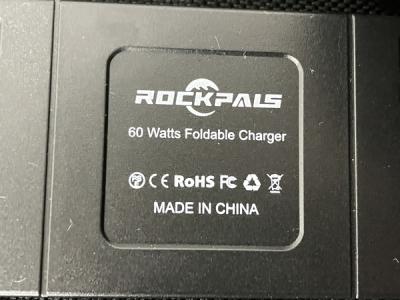 ROCKPALS
60 Watts Foldable Charger
CE RoHS FC
MADE IN CHINA